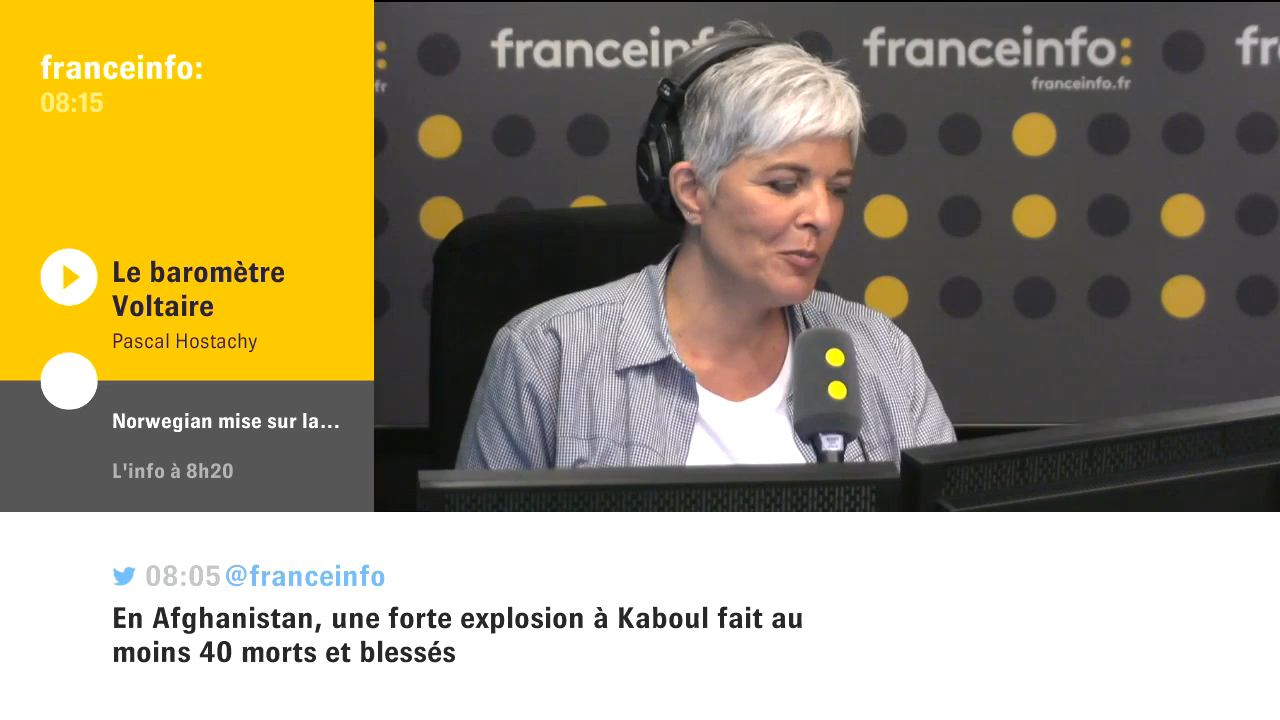 franceinfo:
08:15
Le baromètre
Voltaire
Pascal Hostachy
Norwegian mise sur la...
L'info à 8h20
franceinfo
franceinfo:
franceinfo.fr
fr
08:05 @franceinfo
En Afghanistan, une forte explosion à Kaboul fait au
moins 40 morts et blessés